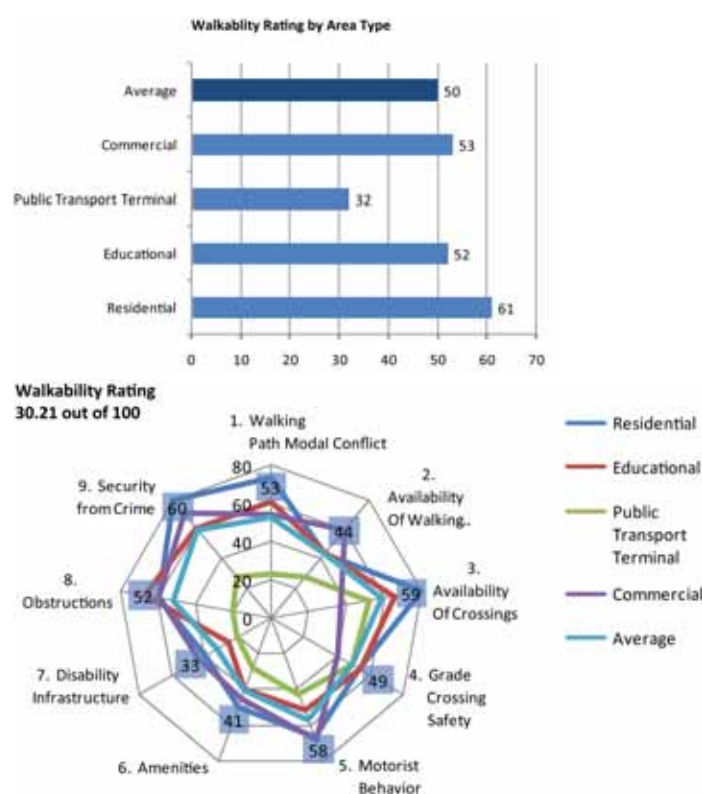 Walkablity Rating by Area Type
Average
50
Commercial
53
Public Transport Terminal
32
Educational
52
Residential
61
0 10 20 30 40 50 60 70
Walkability Rating
30.21 out of 100
1. Walking
Path Modal Conflict
2.
Availability
Of Walking..
3.
Availability
Of Crossings
4. Grade
Crossing
Safety
5. Motorist
Behavior
6. Amenities
7. Disability
Infrastructure
8.
Obstructions
9. Security
from Crime
80
60
40
20
0
53
44
59
49
58
41
33
52
60
Residential
Educational
Public
Transport
Terminal
Commercial
Average